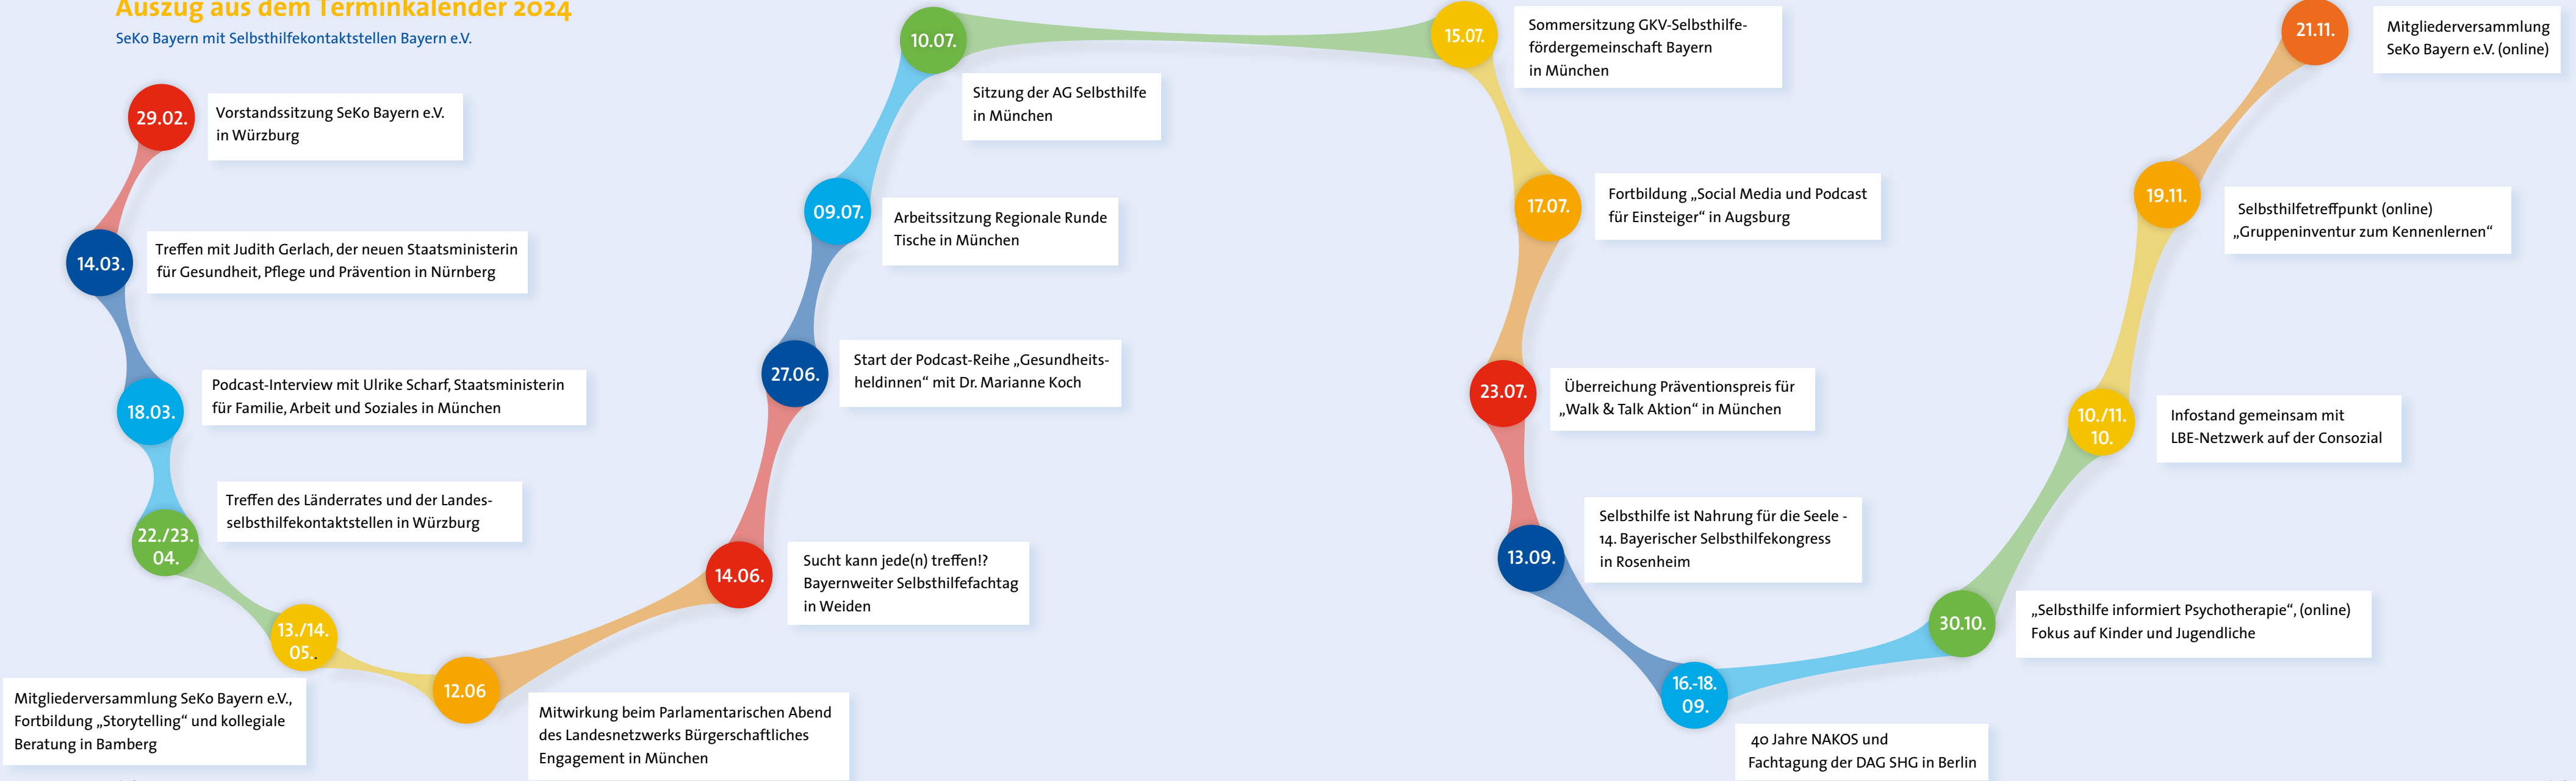 Auszug aus dem Terminkalender 2024
SeKo Bayern mit Selbsthilfekontaktstellen Bayern e.V.
29.02.
Vorstandssitzung SeKo Bayern e.V.
in Würzburg
14.03.
Treffen mit Judith Gerlach, der neuen Staatsministerin
für Gesundheit, Pflege und Prävention in Nürnberg
18.03.
Podcast-Interview mit Ulrike Scharf, Staatsministerin
für Familie, Arbeit und Soziales in München
22./23.
04.
Treffen des Länderrates und der Landes-
selbsthilfekontaktstellen in Würzburg
13./14.
05..
Mitgliederversammlung SeKo Bayern e.V.,
Fortbildung „Storytelling“ und kollegiale
Beratung in Bamberg
12.06
Mitwirkung beim Parlamentarischen Abend
des Landesnetzwerks Bürgerschaftliches
Engagement in München
14.06.
Sucht kann jede(n) treffen!?
Bayernweiter Selbsthilfefachtag
in Weiden
27.06.
Start der Podcast-Reihe „Gesundheits-
heldinnen“ mit Dr. Marianne Koch
09.07.
Arbeitssitzung Regionale Runde
Tische in München
10.07.
Sitzung der AG Selbsthilfe
in München
15.07.
Sommersitzung GKV-Selbsthilfe-
fördergemeinschaft Bayern
in München
17.07.
Fortbildung „Social Media und Podcast
für Einsteiger“ in Augsburg
23.07.
Überreichung Präventionspreis für
„Walk & Talk Aktion“ in München
13.09.
Selbsthilfe ist Nahrung für die Seele -
14. Bayerischer Selbsthilfekongress
in Rosenheim
16.-18.
09.
40 Jahre NAKOS und
Fachtagung der DAG SHG in Berlin
30.10.
„Selbsthilfe informiert Psychotherapie“, (online)
Fokus auf Kinder und Jugendliche
10./11.
10.
Infostand gemeinsam mit
LBE-Netzwerk auf der Consozial
19.11.
Selbsthilfetreffpunkt (online)
„Gruppeninventur zum Kennenlernen“
21.11.
Mitgliederversammlung
SeKo Bayern e.V. (online)